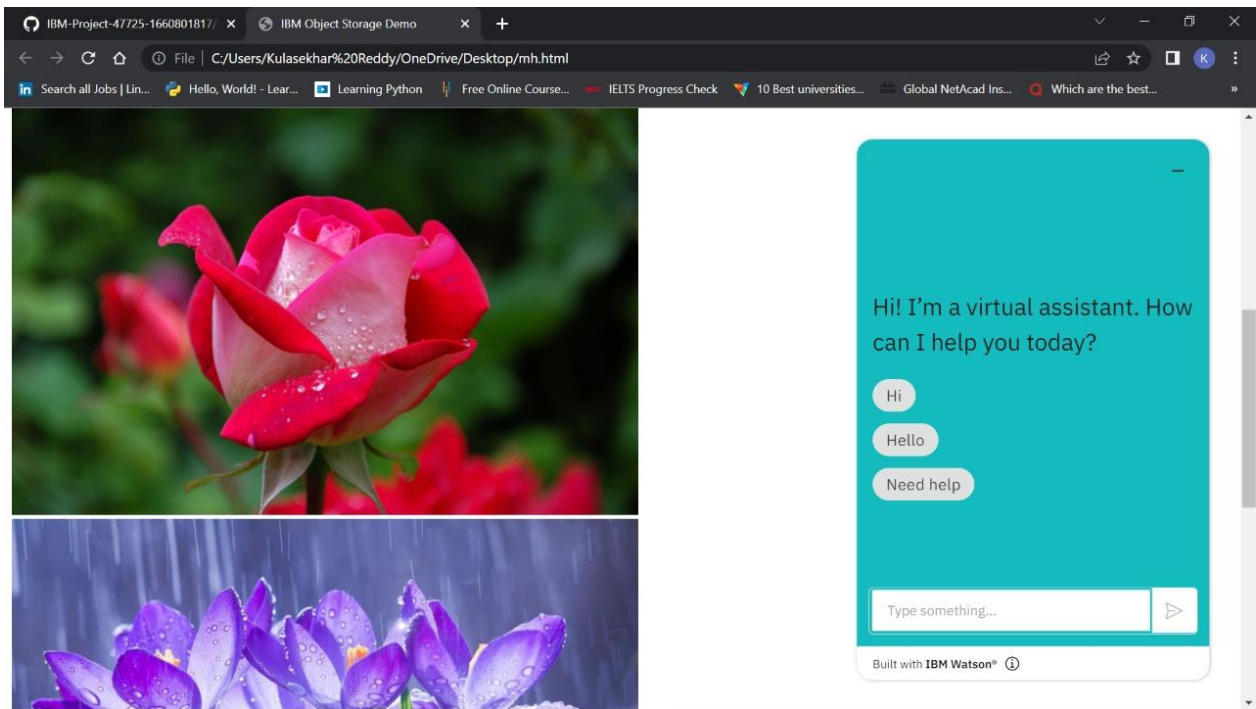 IBM-Project-47725-1660801817/
IBM Object Storage Demo
File
C:/Users/Kulasekhar%20Reddy/OneDrive/Desktop/mh.html
K
in Search all Jobs | Lin...
Hello, World! - Lear...
Learning Python
Free Online Course...
IELTS Progress Check
10 Best universities...
Global NetAcad Ins...
Which are the best...
»
Hi! I’m a virtual assistant. How
can I help you today?
Hi
Hello
Need help
Type something...
Built with IBM Watson®